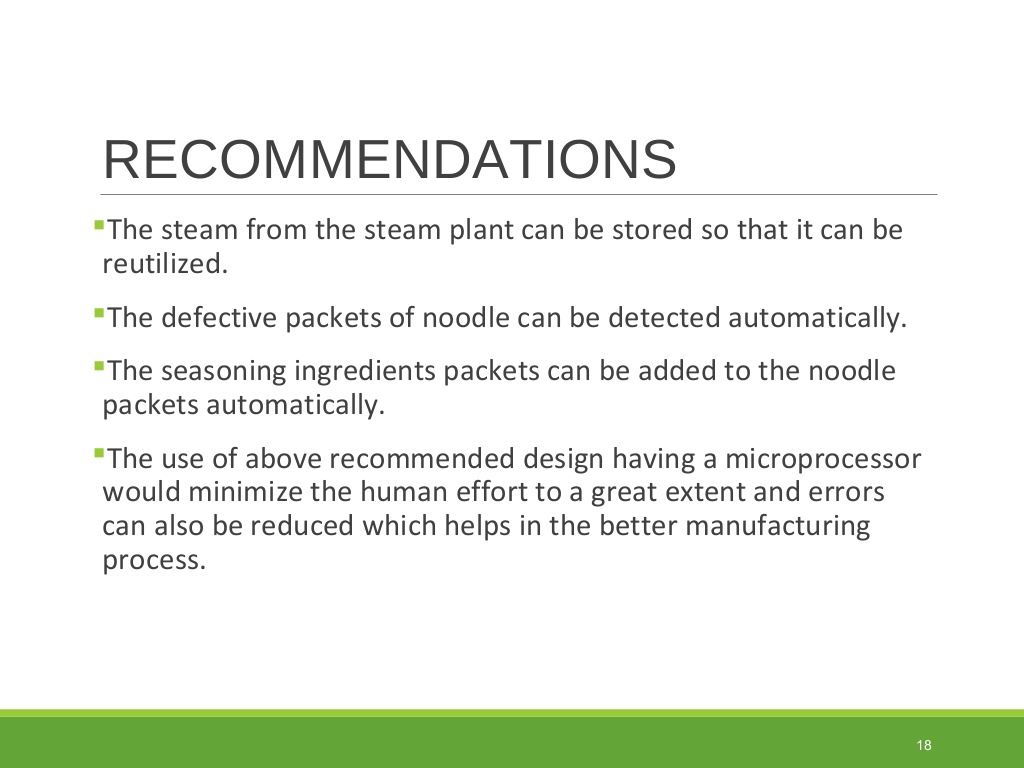 RECOMMENDATIONS
▪The steam from the steam plant can be stored so that it can be
reutilized.
▪The defective packets of noodle can be detected automatically.
▪The seasoning ingredients packets can be added to the noodle
packets automatically.
▪The use of above recommended design having a microprocessor
would minimize the human effort to a great extent and errors
can also be reduced which helps in the better manufacturing
process.
18